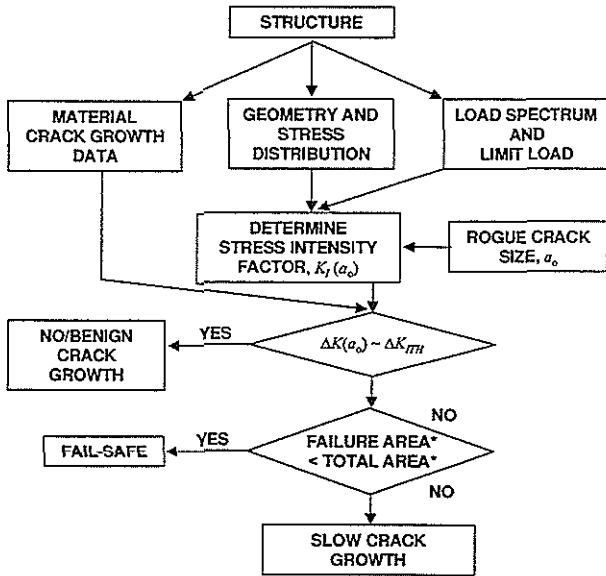 STRUCTURE
MATERIAL
CRACK GROWTH
DATA
GEOMETRY AND
STRESS
DISTRIBUTION
LOAD SPECTRUM
AND
LIMIT LOAD
DETERMINE
STRESS INTENSITY
FACTOR, K_I (a_o)
ROGUE CRACK
SIZE, a_o
NO/BENIGN
CRACK
GROWTH
YES
ΔK(a_o) ~ ΔK_ITH
NO
FAIL-SAFE
YES
FAILURE AREA*
< TOTAL AREA*
NO
SLOW CRACK
GROWTH